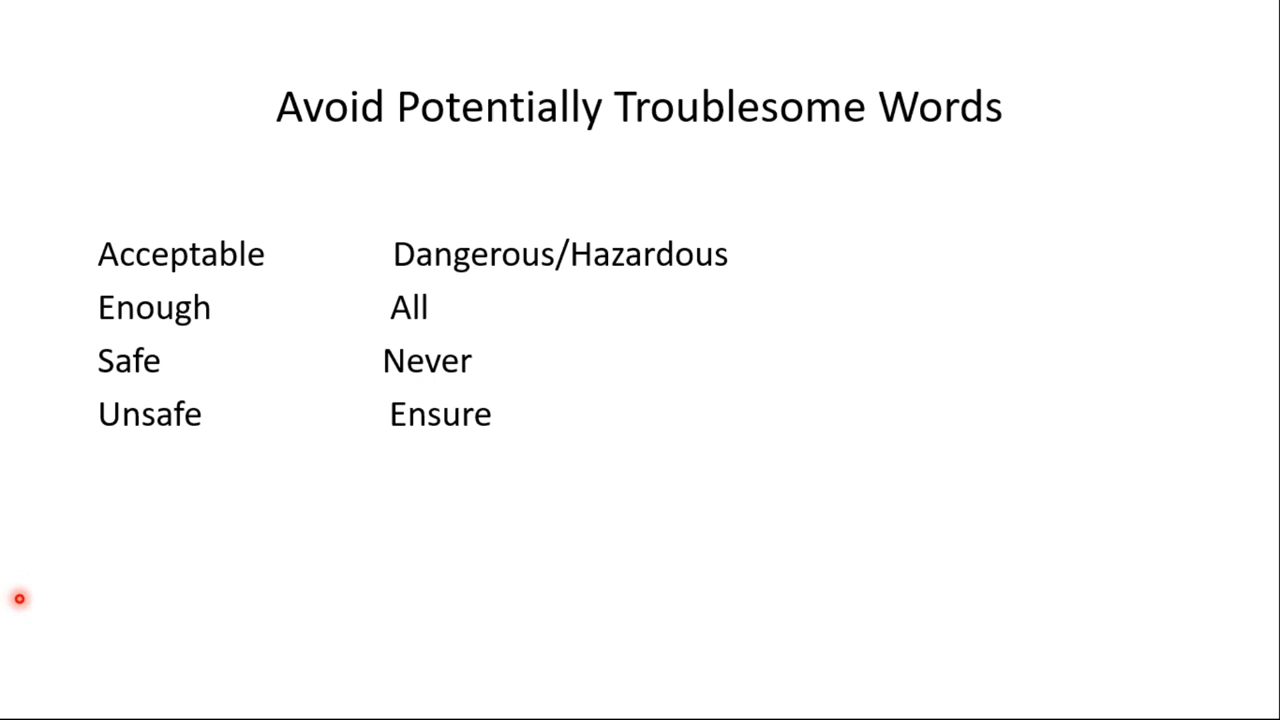 Avoid Potentially Troublesome Words
Acceptable Dangerous/Hazardous
Enough All
Safe Never
Unsafe Ensure